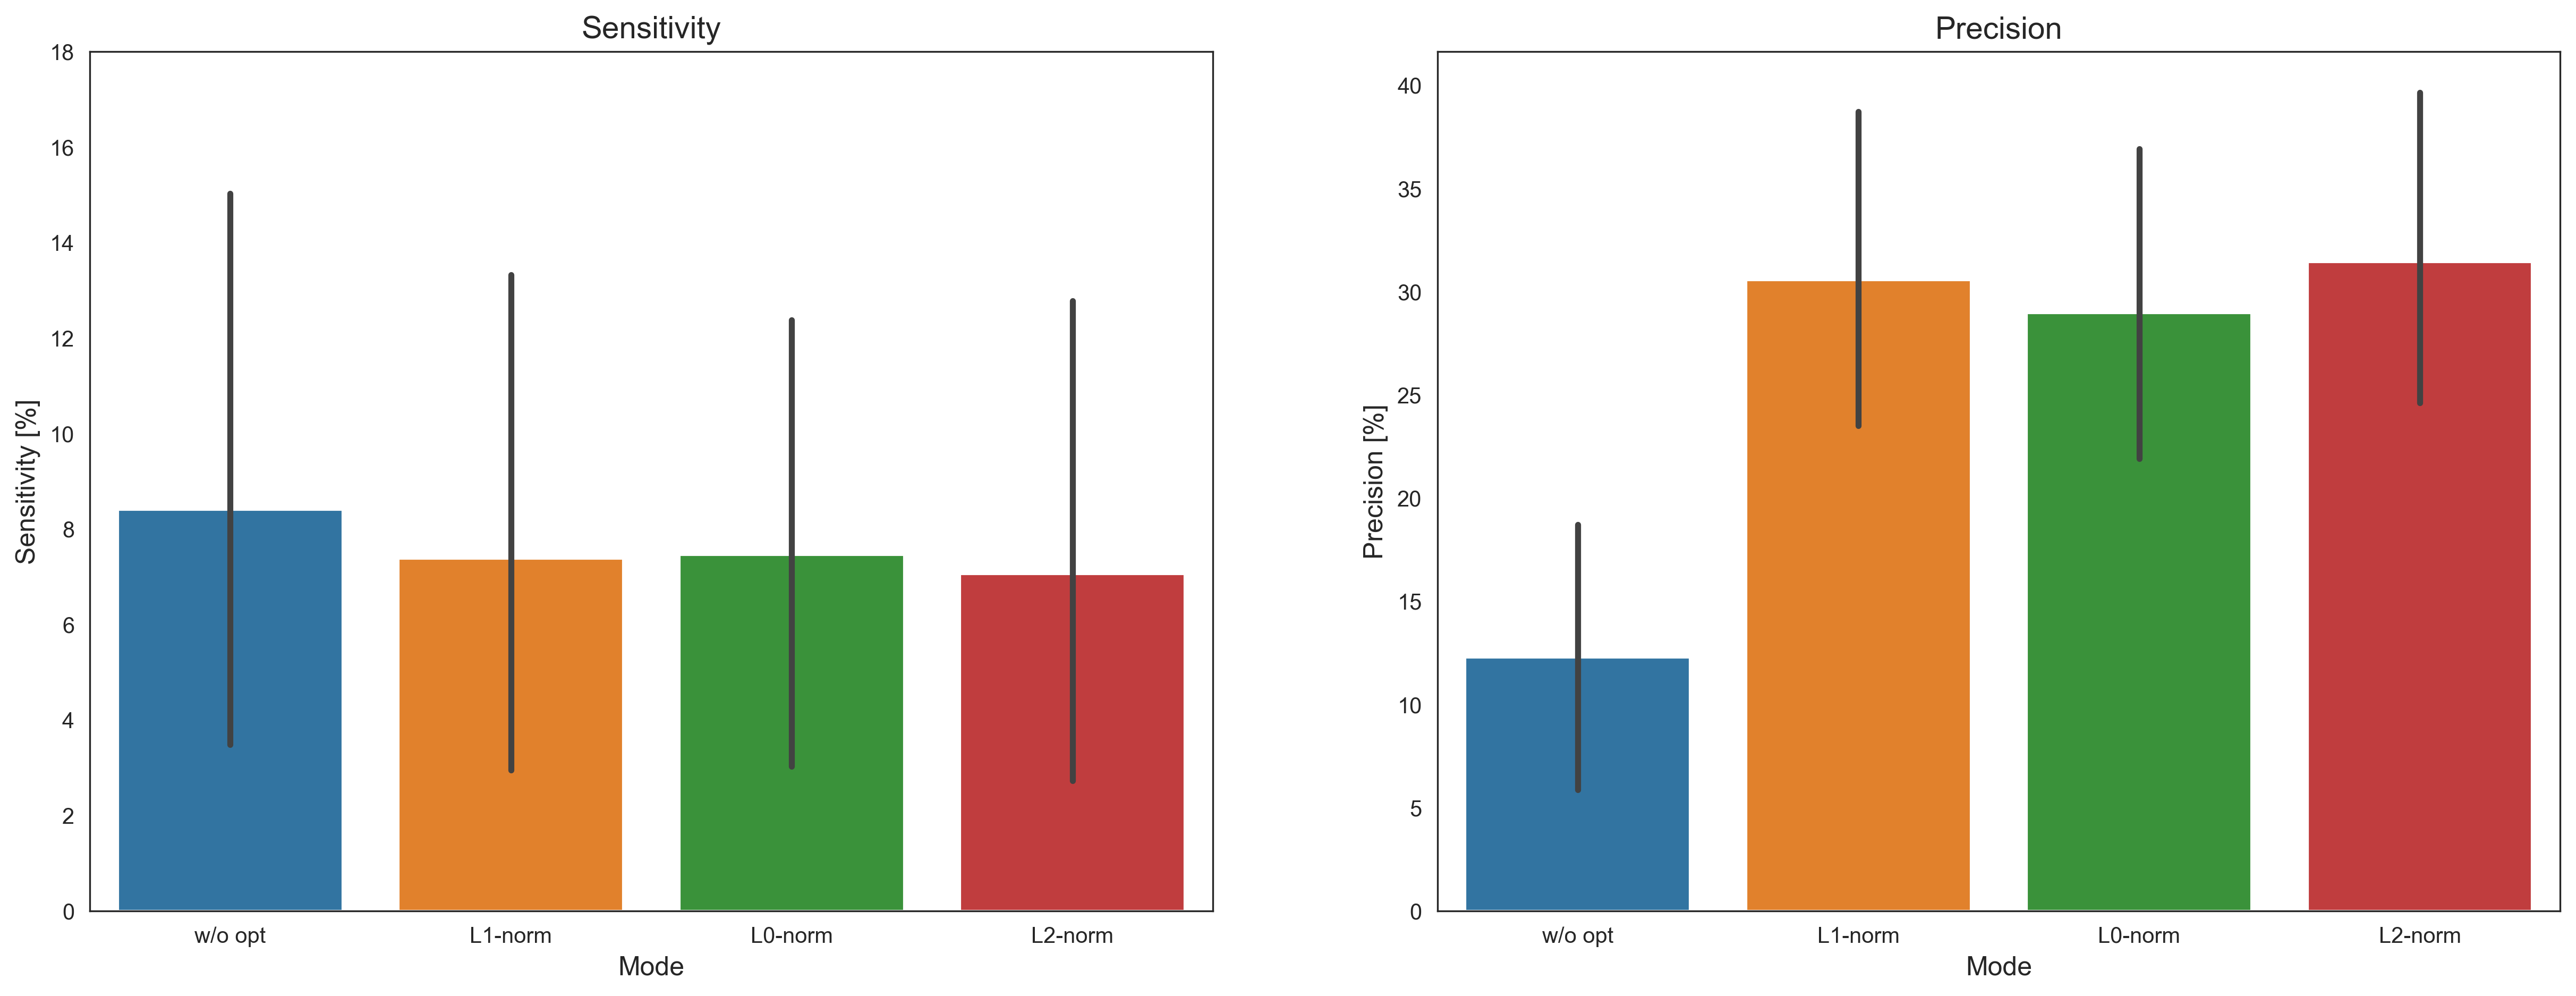 Sensitivity
Sensitivity [%]
18
16
14
12
10
8
6
4
2
0
w/o opt L1-norm L0-norm L2-norm
Mode
Precision
Precision [%]
40
35
30
25
20
15
10
5
0
w/o opt L1-norm L0-norm L2-norm
Mode